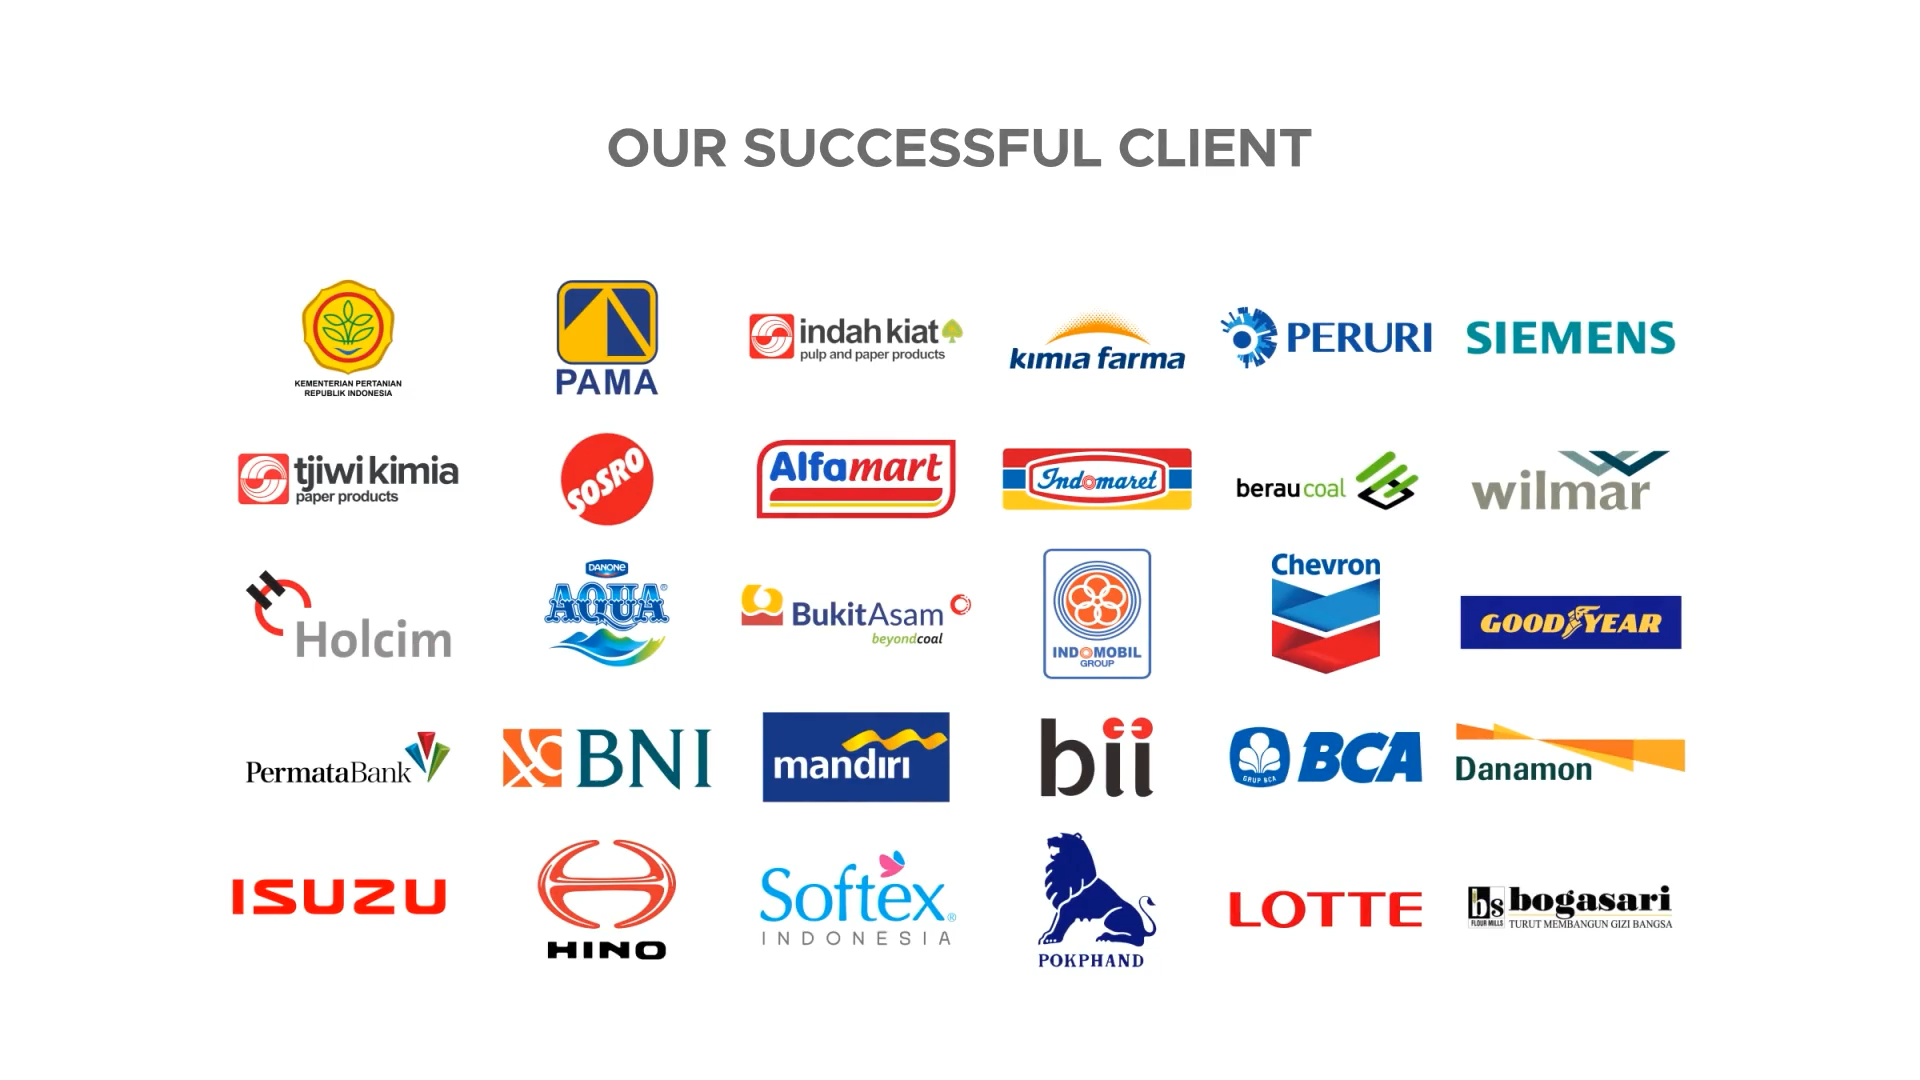 OUR SUCCESSFUL CLIENT
KEMENTERIAN PERTANIAN
REPUBLIK INDONESIA
PAMA
indah kiat
pulp and paper products
kimia farma
PERURI
SIEMENS
tjiwi kimia
paper products
SOSRO
Alfamart
Indomaret
berau coal
wilmar
Holcim
DANONE
AQUA®
BukitAsam
beyondcoal
INDOMOBIL
GROUP
Chevron
GOODYEAR
PermataBank
BNI
mandiri
bii
GRUP BCA
BCA
Danamon
ISUZU
HINO
Softex®
INDONESIA
POKPHAND
LOTTE
bs
FLOUR MILLS
bogasari
TURUT MEMBANGUN GIZI BANGSA